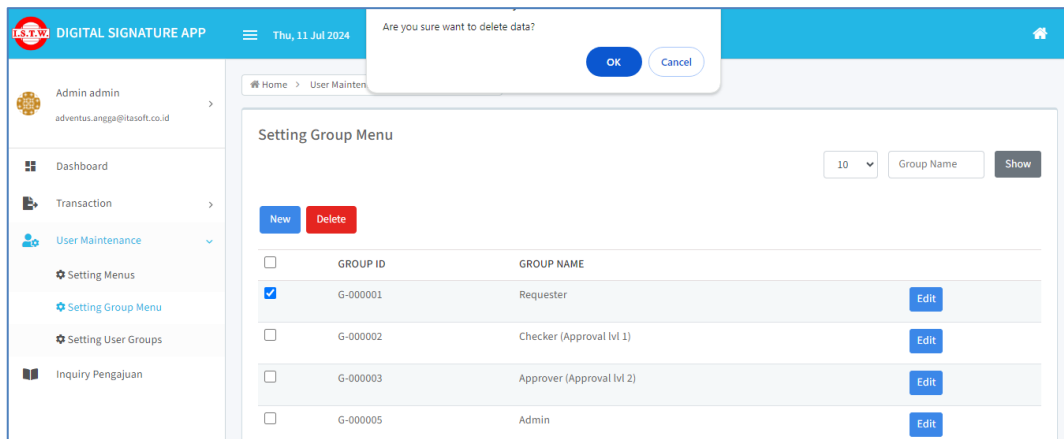 I.S.T.W. DIGITAL SIGNATURE APP
Thu, 11 Jul 2024
Are you sure want to delete data?
OK
Cancel
Admin admin
adventus.angga@itasoft.co.id
Dashboard
Transaction
User Maintenance
Setting Menus
Setting Group Menu
Setting User Groups
Inquiry Pengajuan
Home > User Mainten
Setting Group Menu
10
Group Name
Show
New
Delete
GROUP ID GROUP NAME
G-000001 Requester Edit
G-000002 Checker (Approval lvl 1) Edit
G-000003 Approver (Approval lvl 2) Edit
G-000005 Admin Edit